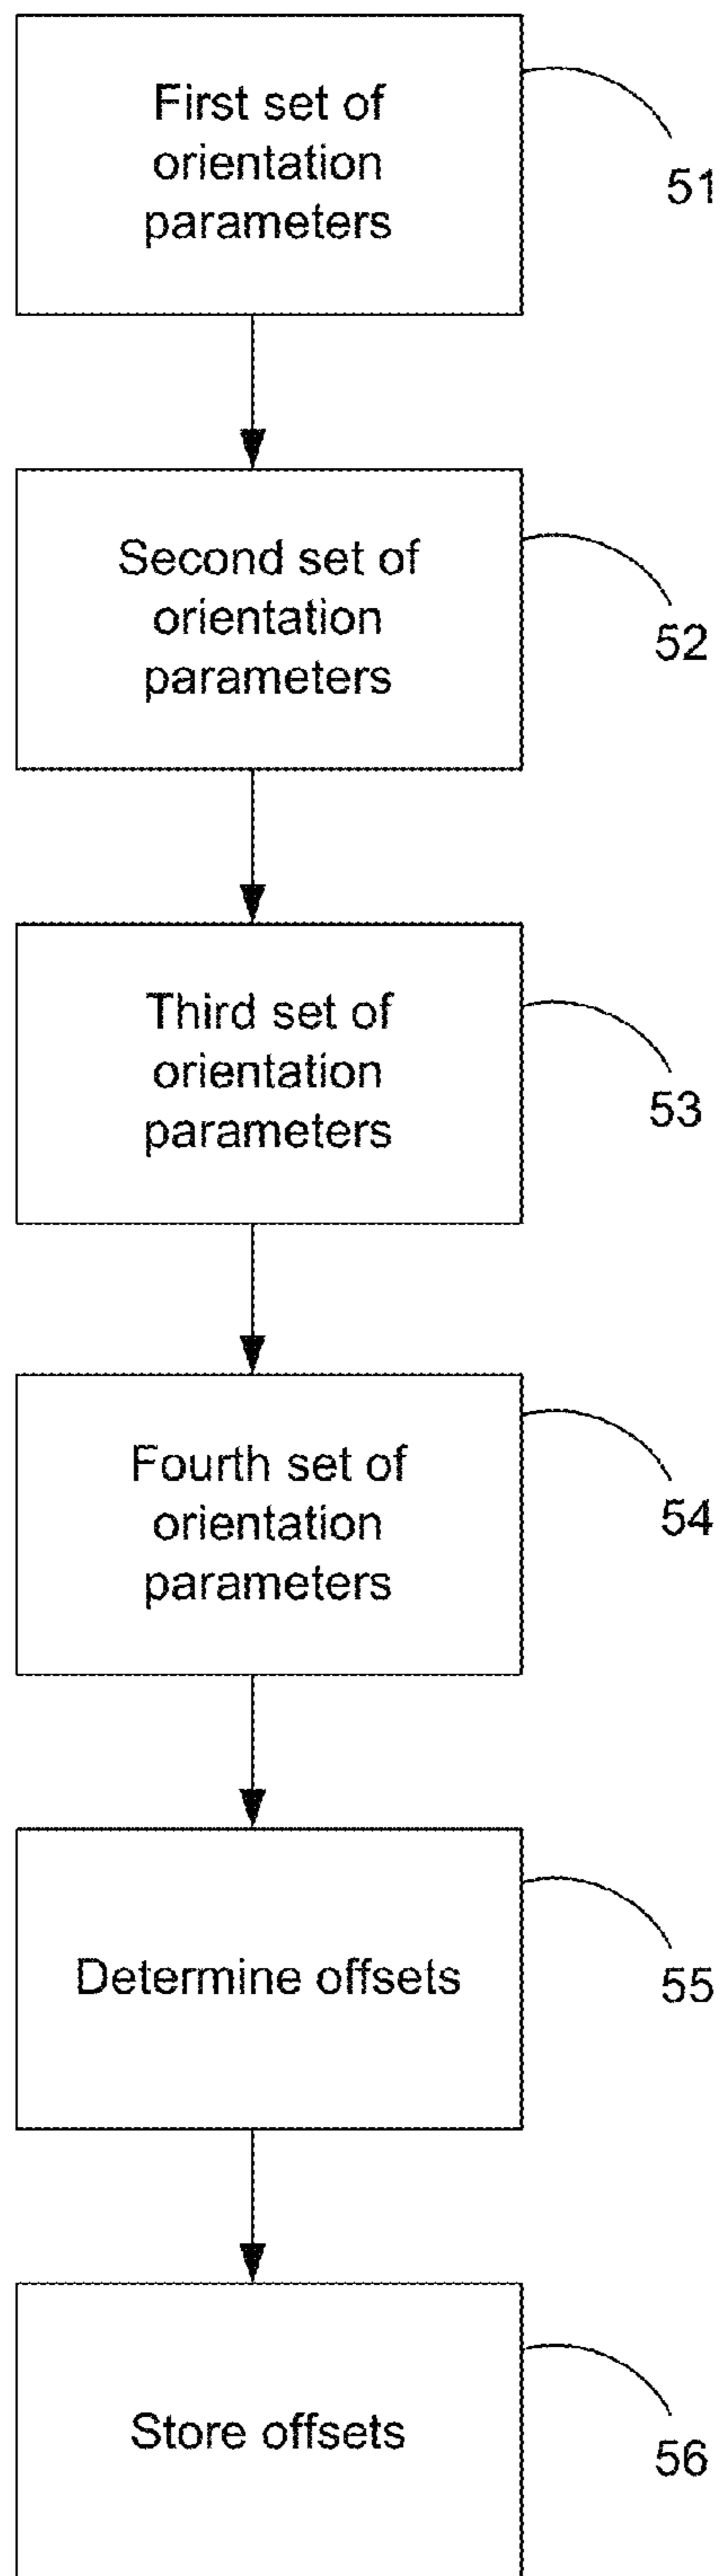 First set of
orientation
parameters
51
Second set of
orientation
parameters
52
Third set of
orientation
parameters
53
Fourth set of
orientation
parameters
54
Determine offsets
55
Store offsets
56